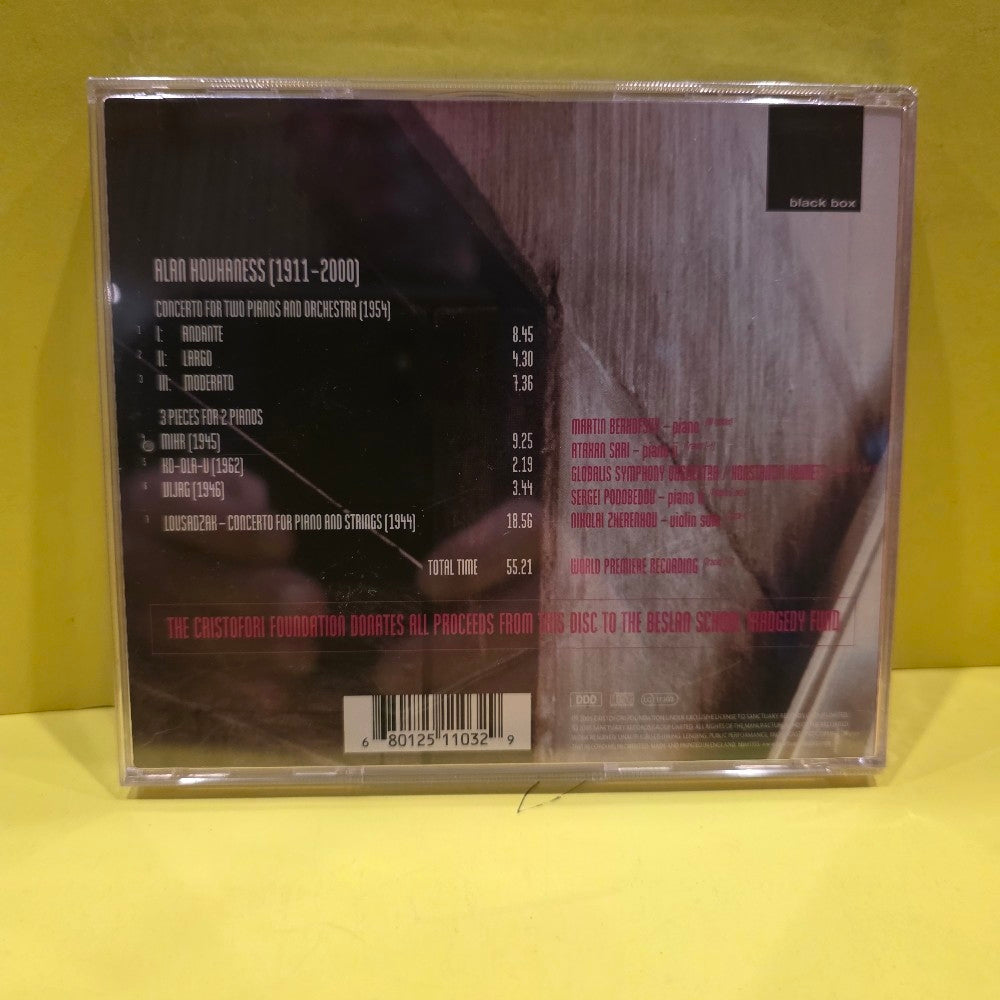 black box
ALAN HOVHANESS (1911-2000)
CONCERTO FOR TWO PIANOS AND ORCHESTRA (1954)
1 I: ANDANTE 8.45
2 II: LARGO 4.30
3 III: MODERATO 7.36
3 PIECES FOR 2 PIANOS
MIHR (1945) 9.25
5 KO-OLA-U (1962) 2.19
6 VIJAG (1946) 3.44
7 LOUSADZAK – CONCERTO FOR PIANO AND STRINGS (1944) 18.56
TOTAL TIME 55.21
MARTIN BERKOFSKY – piano
ATAKAN SARI – piano
GLOBALIS SYMPHONY ORCHESTRA /
SERGEI PODOBEDOV – piano
NIKOLAI ZHERENKOV – violin solo
WORLD PREMIERE RECORDING
THE CRISTOFORI FOUNDATION DONATES ALL PROCEEDS FROM THIS DISC TO THE BESLAN SCHOOL TRADGEDY FUND
DDD
6 80125 11032 9